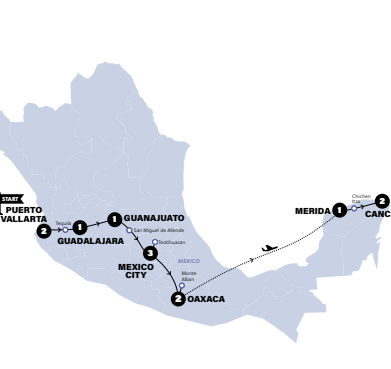 START
PUERTO
VALLARTA
2
Tequila
1
GUADALAJARA
1
GUANAJUATO
San Miguel de Allende
Teotihuacan
3
MEXICO
CITY
MEXICO
Monte
Alban
2
OAXACA
MERIDA
1
Chichen
Itza
2
CANC